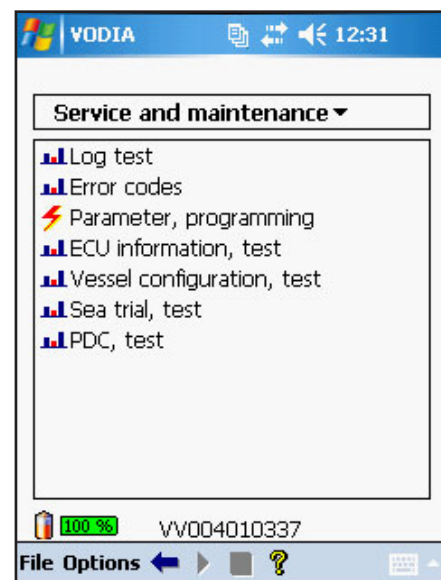 VODIA 12:31
Service and maintenance
Log test
Error codes
Parameter, programming
ECU information, test
Vessel configuration, test
Sea trial, test
PDC, test
100 % VV004010337
File Options ?